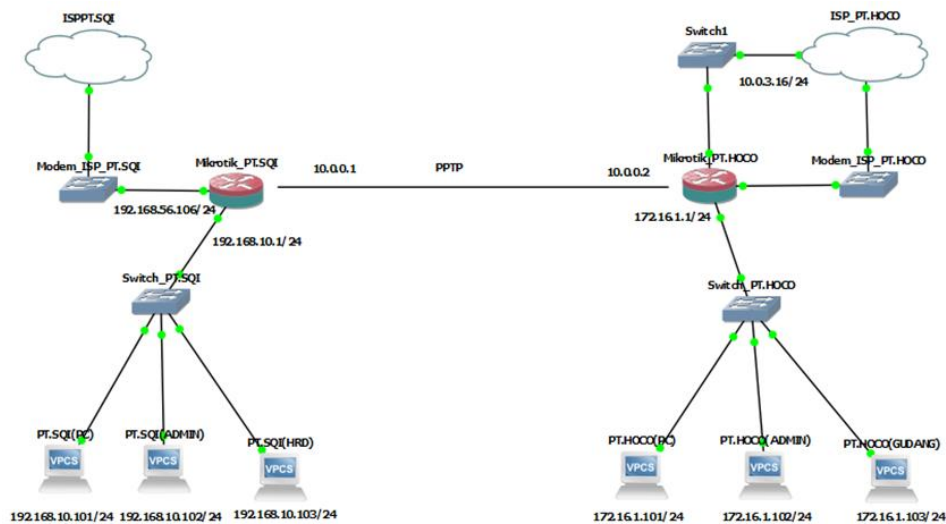 ISPPT.SQI
ISP_PT.HOCO
Switch1
10.0.3.16/24
Modem_ISP_PT.SQI
Mikrotik_PT.SQI
10.0.0.1
PPTP
10.0.0.2
Mikrotik_PT.HOCO
Modem_ISP_PT.HOCO
192.168.56.106/24
172.16.1.1/24
192.168.10.1/24
Switch_PT.SQI
Switch_PT.HOCO
PT.SQI(PC)
PT.SQI(ADMIN)
PT.SQI(HRD)
PT.HOCO(PC)
PT.HOCO(ADMIN)
PT.HOCO(GUDANG)
VPCS
VPCS
VPCS
VPCS
VPCS
VPCS
192.168.10.101/24
192.168.10.102/24
192.168.10.103/24
172.16.1.101/24
172.16.1.102/24
172.16.1.103/24